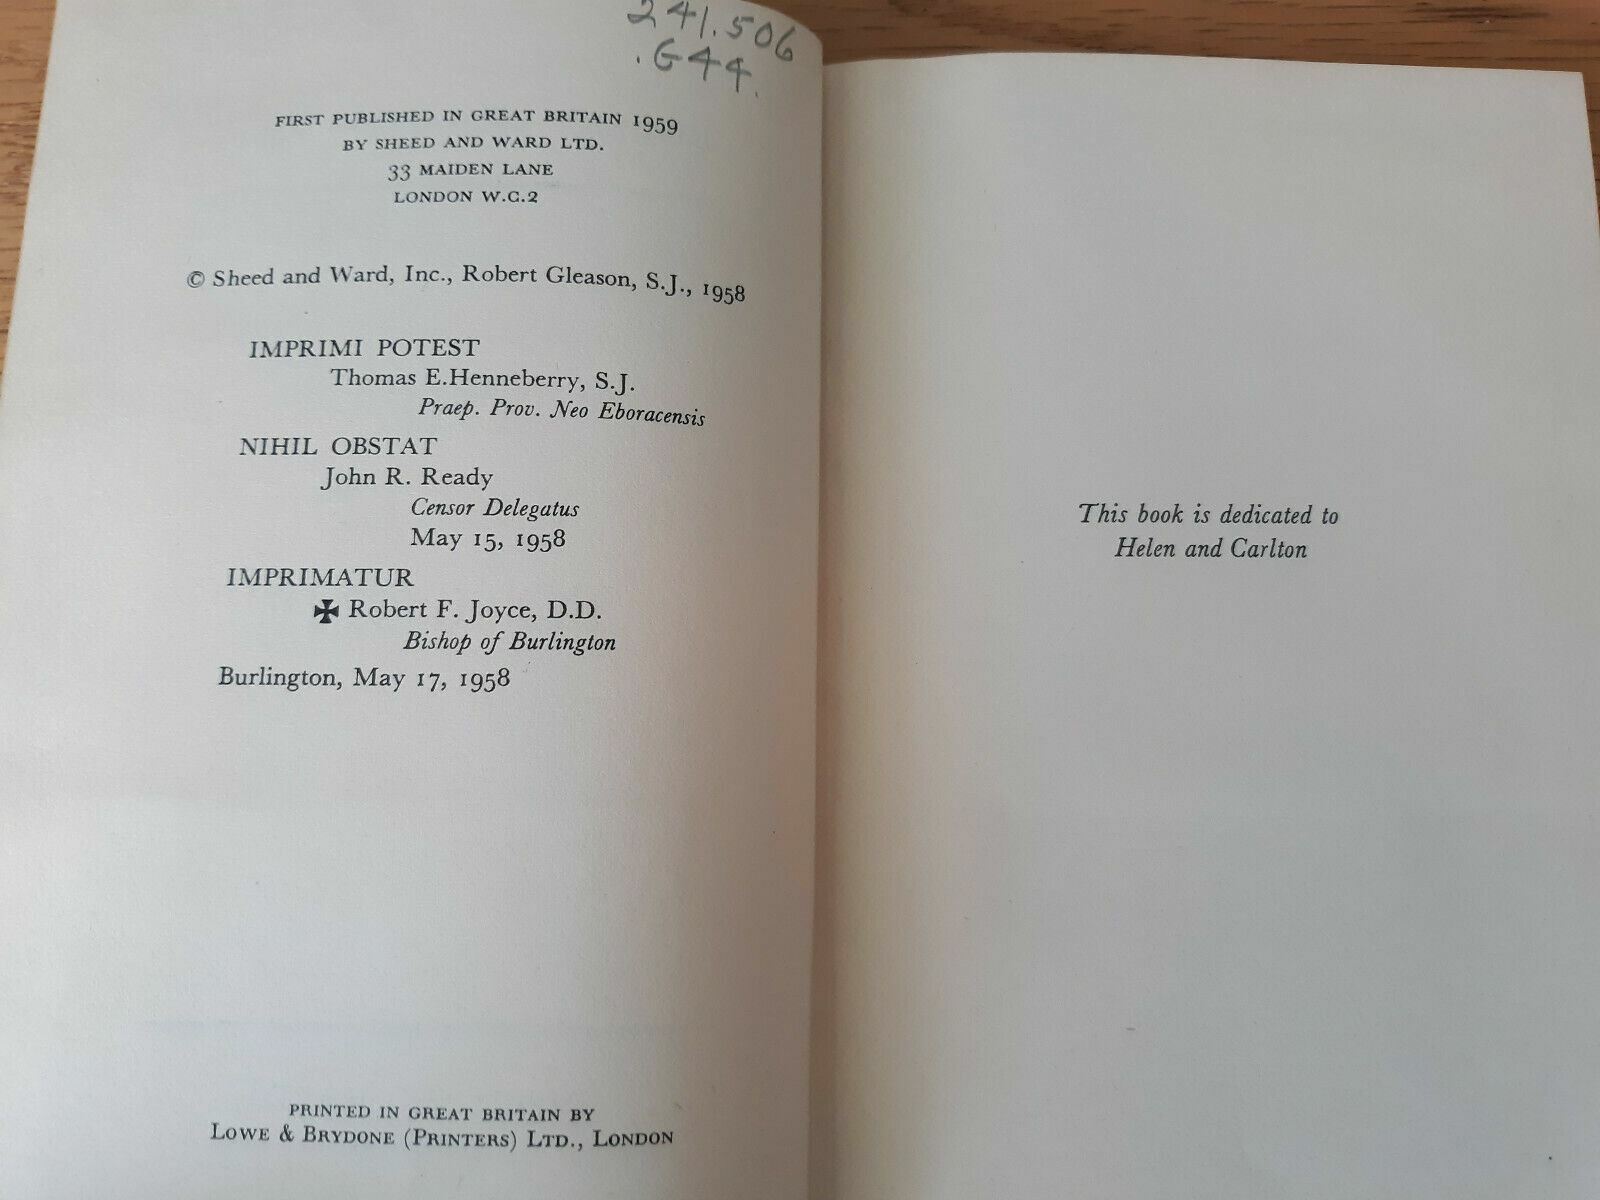 241.506
.G44.
FIRST PUBLISHED IN GREAT BRITAIN 1959
BY SHEED AND WARD LTD.
33 MAIDEN LANE
LONDON W.C.2
© Sheed and Ward, Inc., Robert Gleason, S.J., 1958
IMPRIMI POTEST
Thomas E.Henneberry, S.J.
Praep. Prov. Neo Eboracensis
NIHIL OBSTAT
John R. Ready
Censor Delegatus
May 15, 1958
IMPRIMATUR
✠ Robert F. Joyce, D.D.
Bishop of Burlington
Burlington, May 17, 1958
PRINTED IN GREAT BRITAIN BY
LOWE & BRYDONE (PRINTERS) LTD., LONDON
This book is dedicated to
Helen and Carlton